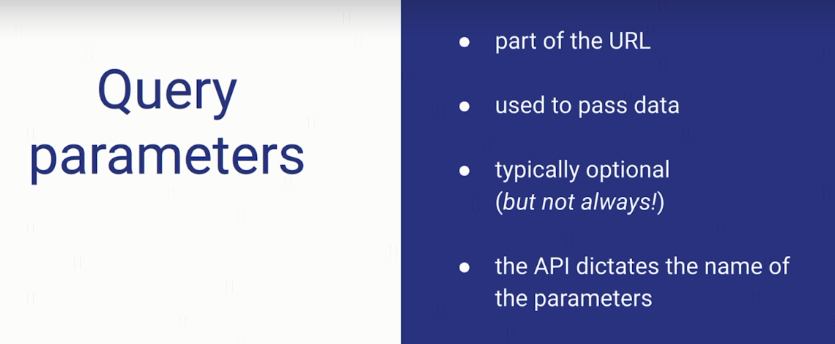 Query
parameters
● part of the URL
● used to pass data
● typically optional
(but not always!)
● the API dictates the name of
the parameters